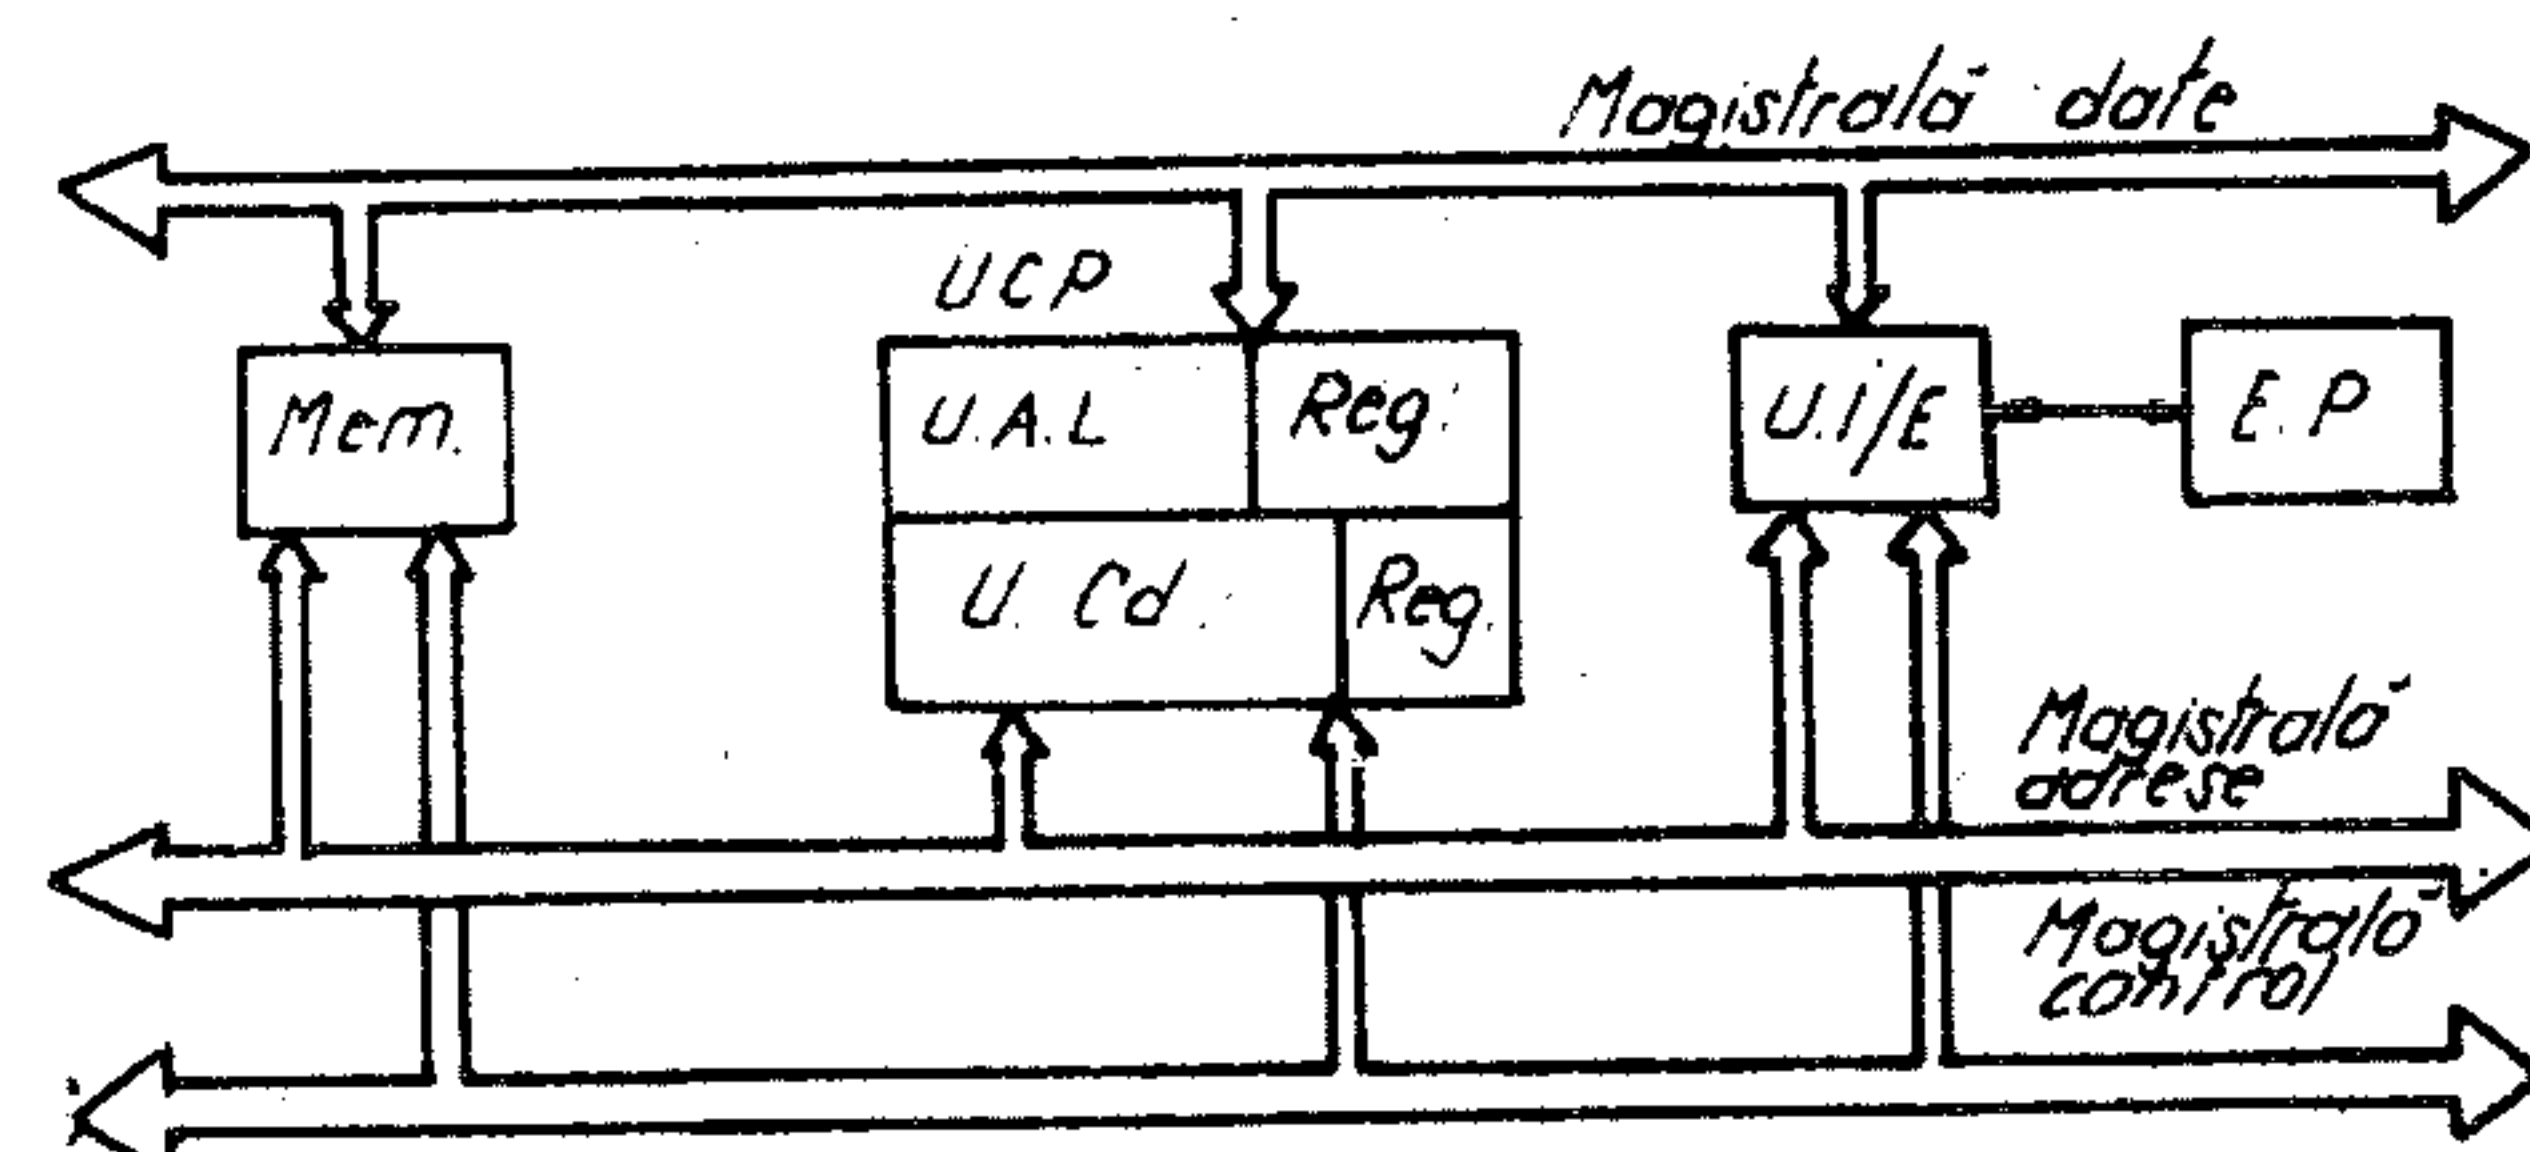 Magistrală date
UCP
Mem.
U.A.L
Reg.
U.I/E
E.P
U. Cd.
Reg.
Magistrală
adrese
Magistrală
control